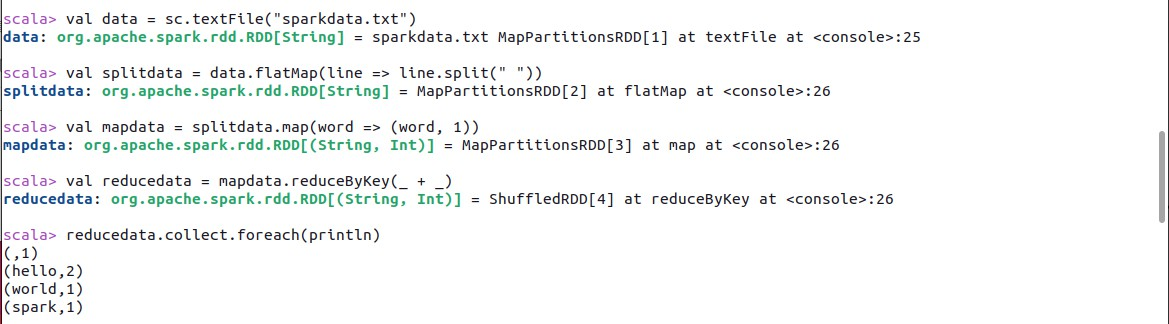 scala> val data = sc.textFile("sparkdata.txt")
data: org.apache.spark.rdd.RDD[String] = sparkdata.txt MapPartitionsRDD[1] at textFile at <console>:25
scala> val splitdata = data.flatMap(line => line.split(" "))
splitdata: org.apache.spark.rdd.RDD[String] = MapPartitionsRDD[2] at flatMap at <console>:26
scala> val mapdata = splitdata.map(word => (word, 1))
mapdata: org.apache.spark.rdd.RDD[(String, Int)] = MapPartitionsRDD[3] at map at <console>:26
scala> val reducedata = mapdata.reduceByKey(_ + _)
reducedata: org.apache.spark.rdd.RDD[(String, Int)] = ShuffledRDD[4] at reduceByKey at <console>:26
scala> reducedata.collect.foreach(println)
(,1)
(hello,2)
(world,1)
(spark,1)